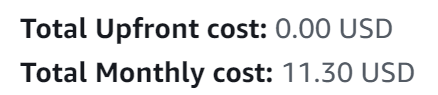 Total Upfront cost: 0.00 USD
Total Monthly cost: 11.30 USD